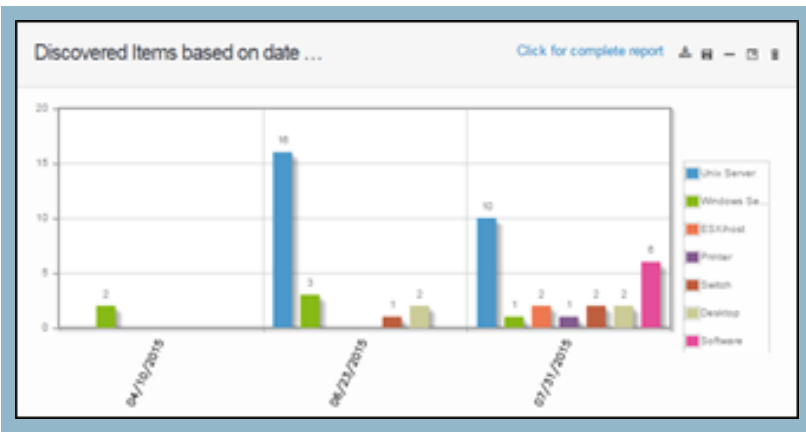 Discovered Items based on date ...
Click for complete report
20
15
10
5
0
2
16
3
1
2
10
1
2
1
2
2
6
04/10/2015
06/23/2015
07/31/2015
Unix Server
Windows Se...
ESXihost
Printer
Switch
Desktop
Software